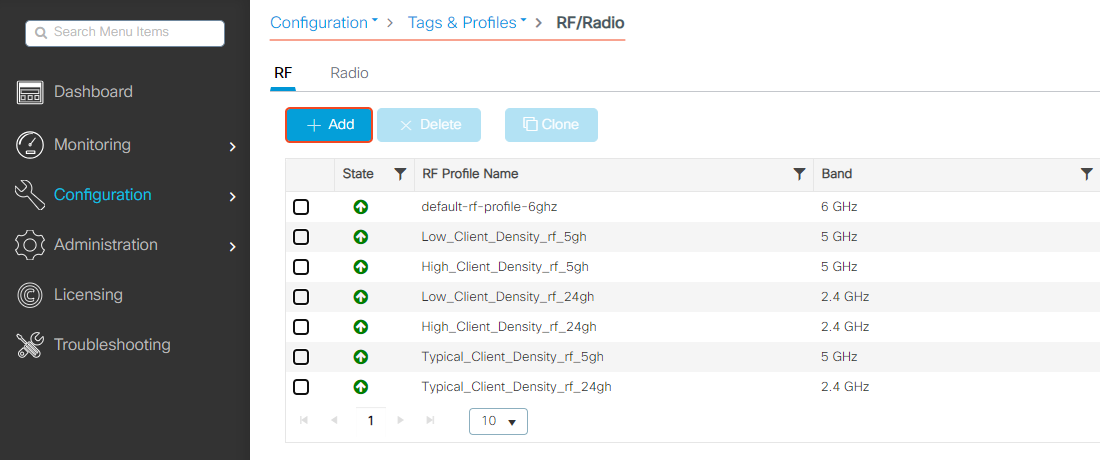 Search Menu Items
Dashboard
Monitoring
Configuration
Administration
Licensing
Troubleshooting
Configuration > Tags & Profiles > RF/Radio
RF Radio
+ Add × Delete Clone
State RF Profile Name Band
default-rf-profile-6ghz 6 GHz
Low_Client_Density_rf_5gh 5 GHz
High_Client_Density_rf_5gh 5 GHz
Low_Client_Density_rf_24gh 2.4 GHz
High_Client_Density_rf_24gh 2.4 GHz
Typical_Client_Density_rf_5gh 5 GHz
Typical_Client_Density_rf_24gh 2.4 GHz
1 10